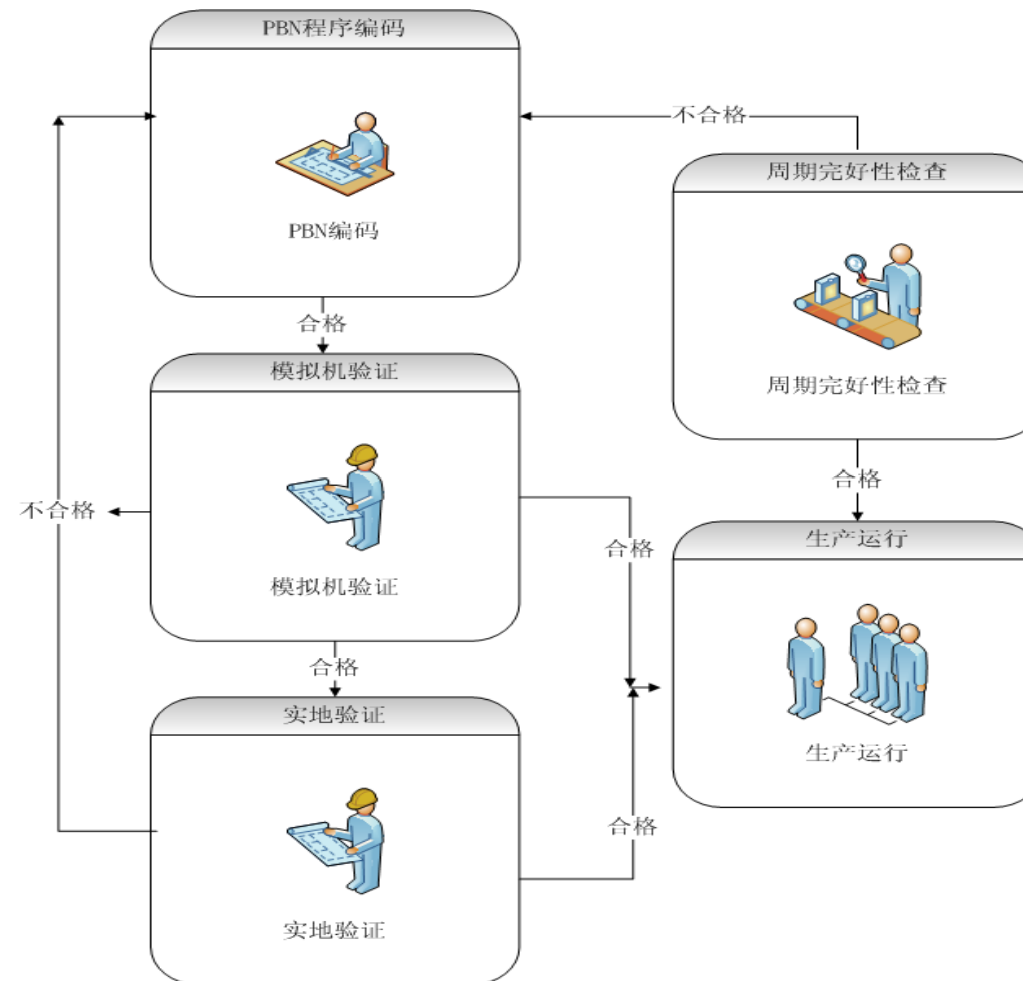 PBN程序编码
PBN编码
不合格
周期完好性检查
周期完好性检查
合格
模拟机验证
模拟机验证
不合格
合格
合格
生产运行
生产运行
合格
实地验证
实地验证
合格